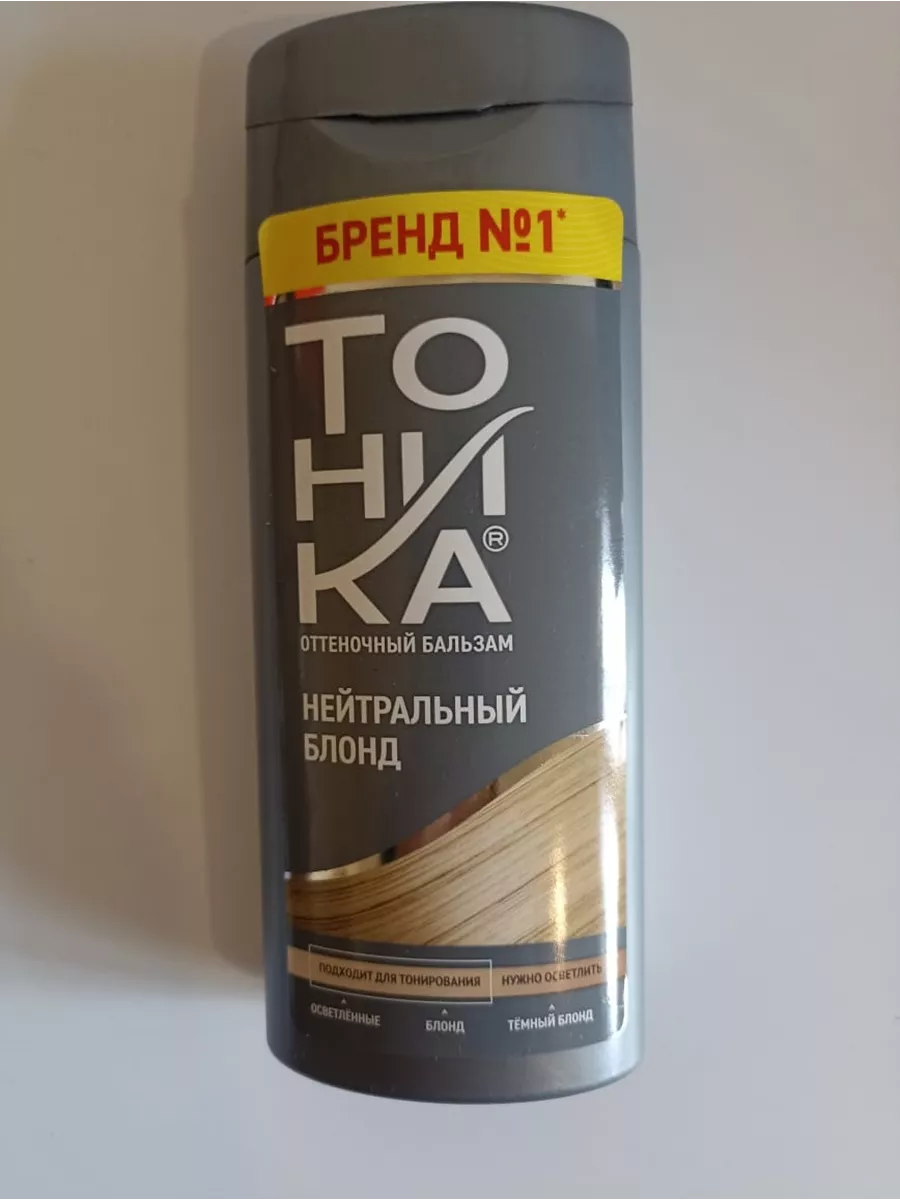 БРЕНД №1*
ТО
НИ
КА®
ОТТЕНОЧНЫЙ БАЛЬЗАМ
НЕЙТРАЛЬНЫЙ
БЛОНД
ПОДХОДИТ ДЛЯ ТОНИРОВАНИЯ НУЖНО ОСВЕТЛИТЬ
ОСВЕТЛЁННЫЕ БЛОНД ТЁМНЫЙ БЛОНД